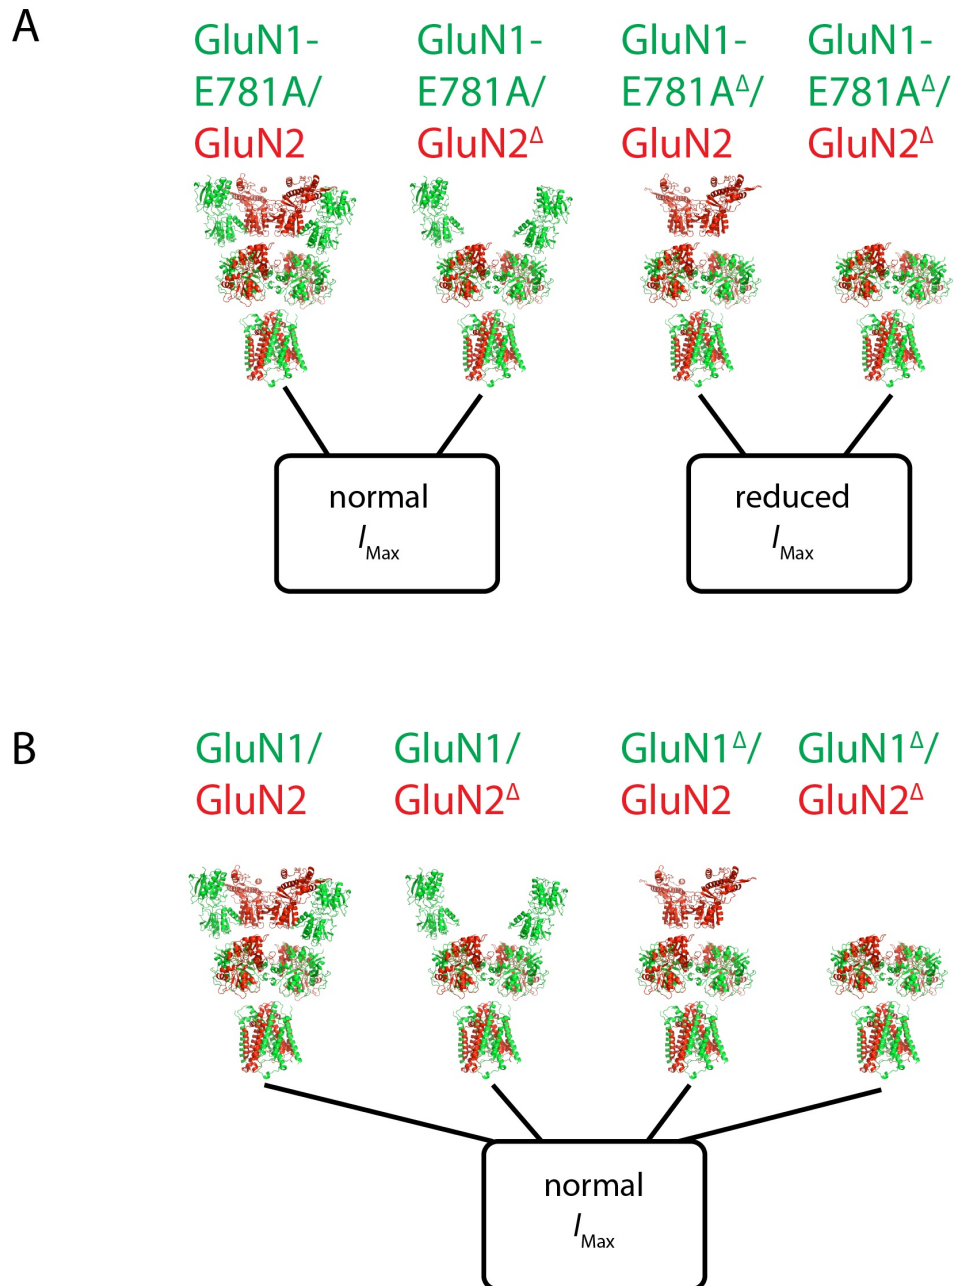 A
GluN1-
E781A/
GluN2
GluN1-
E781A/
GluN2Δ
GluN1-
E781AΔ/
GluN2
GluN1-
E781AΔ/
GluN2Δ
normal
IMax
reduced
IMax
B
GluN1/
GluN2
GluN1/
GluN2Δ
GluN1Δ/
GluN2
GluN1Δ/
GluN2Δ
normal
IMax